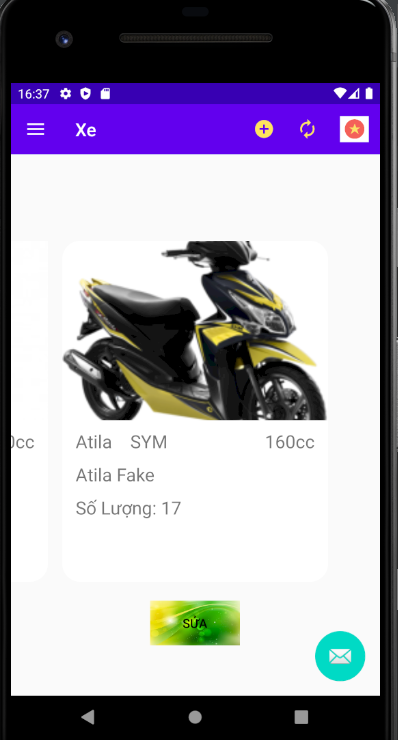 16:37
Xe
0cc
Atila SYM 160cc
Atila Fake
Số Lượng: 17
SỬA